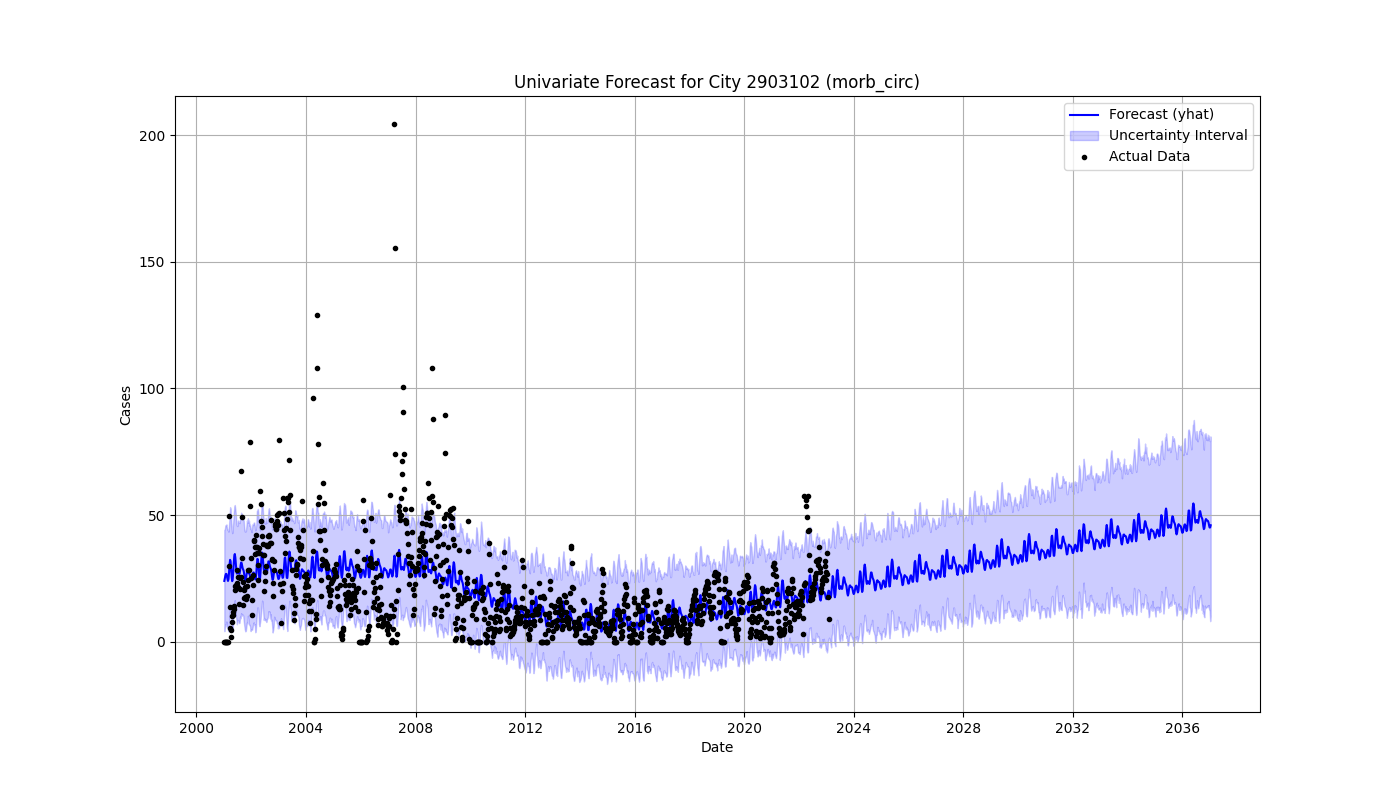 Univariate Forecast for City 2903102 (morb_circ)
Forecast (yhat)
Uncertainty Interval
Actual Data
200
150
100
50
0
Cases
2000 2004 2008 2012 2016 2020 2024 2028 2032 2036
Date